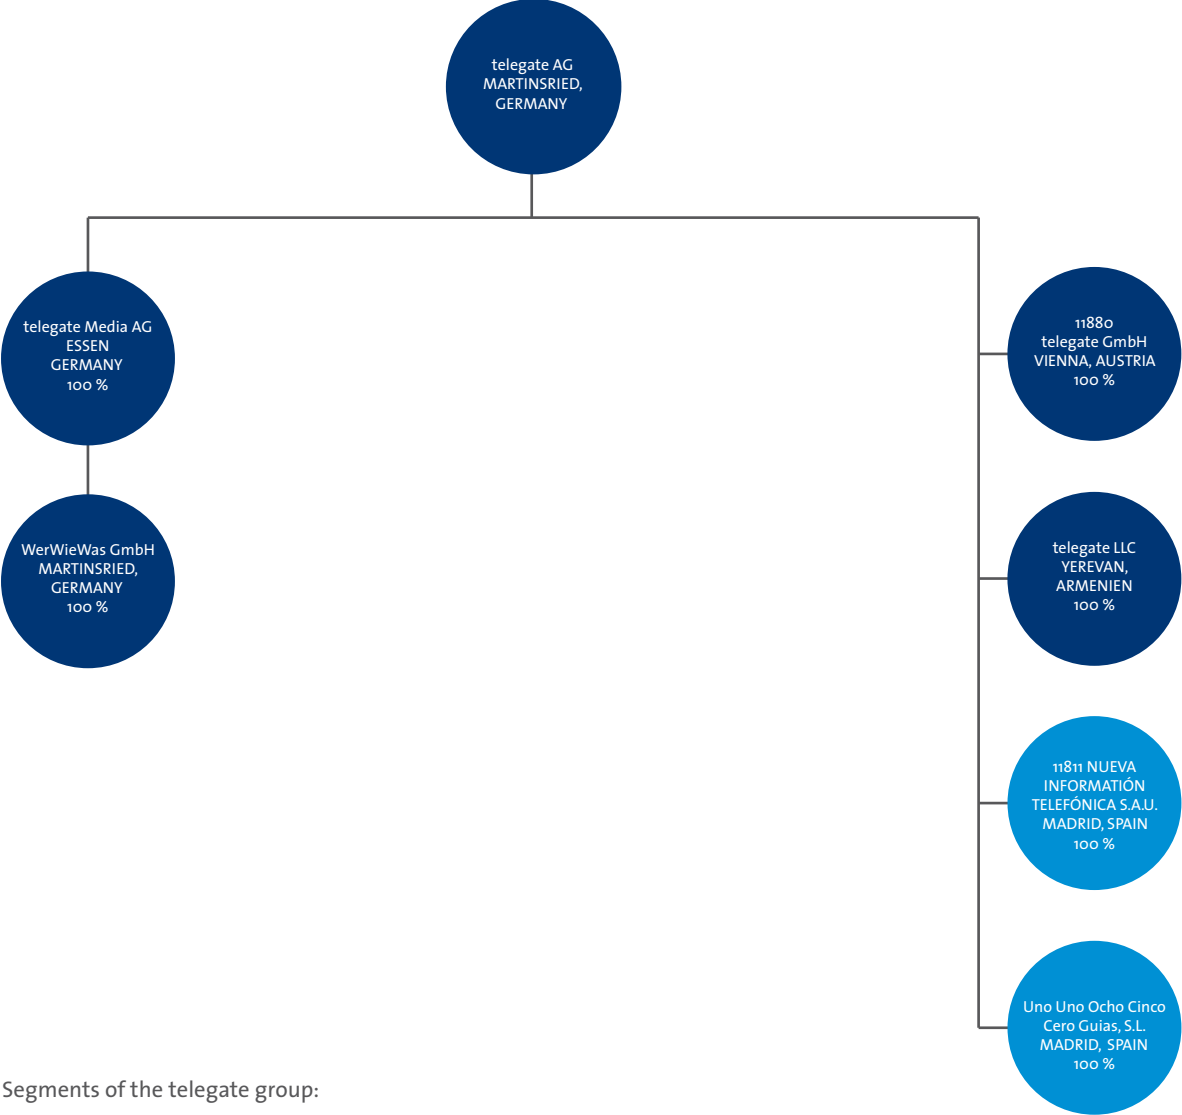 telegate AG
MARTINSRIED,
GERMANY
telegate Media AG
ESSEN
GERMANY
100 %
WerWieWas GmbH
MARTINSRIED,
GERMANY
100 %
11880
telegate GmbH
VIENNA, AUSTRIA
100 %
telegate LLC
YEREVAN,
ARMENIEN
100 %
11811 NUEVA
INFORMATIÓN
TELEFÓNICA S.A.U.
MADRID, SPAIN
100 %
Uno Uno Ocho Cinco
Cero Guias, S.L.
MADRID, SPAIN
100 %
Segments of the telegate group: